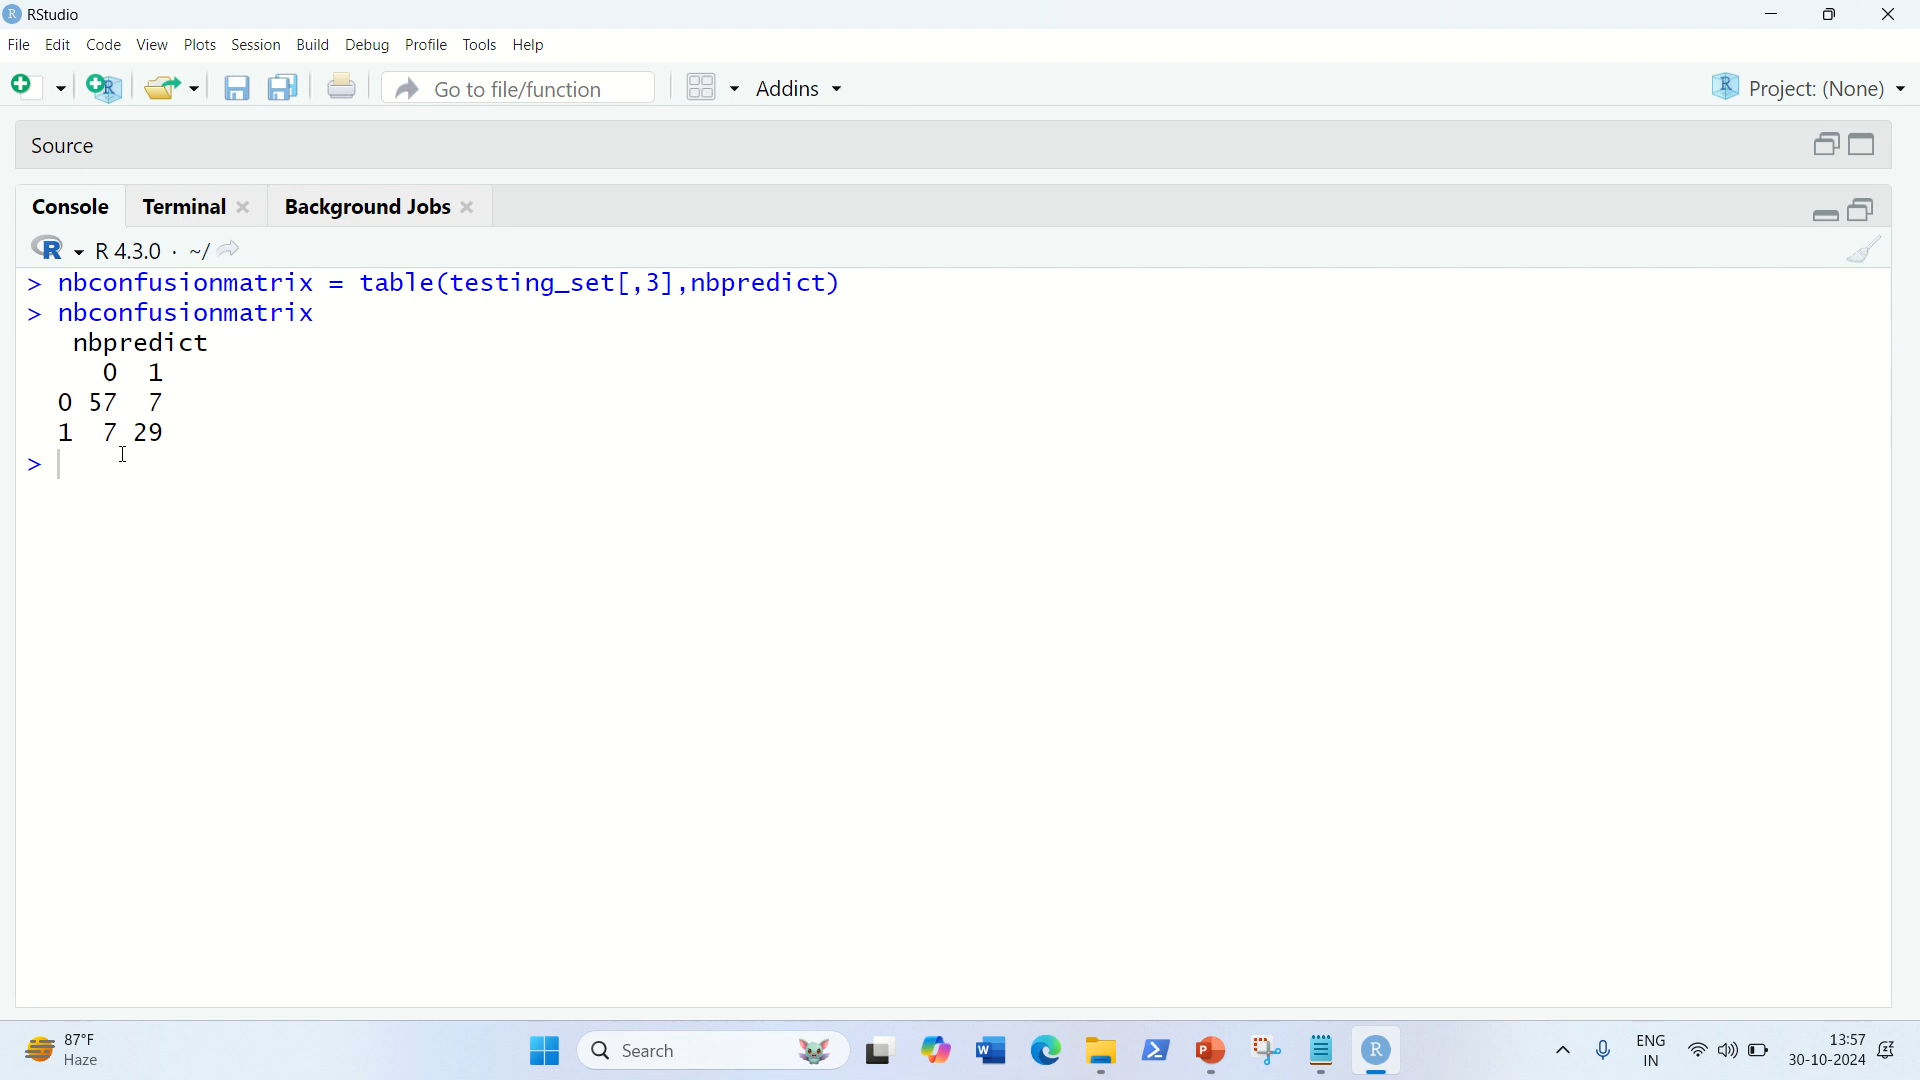 RStudio
File Edit Code View Plots Session Build Debug Profile Tools Help
Go to file/function Addins Project: (None)
Source
Console Terminal Background Jobs
R 4.3.0 · ~/
> nbconfusionmatrix = table(testing_set[,3],nbpredict)
> nbconfusionmatrix
nbpredict
0 1
0 57 7
1 7 29
>
87°F
Haze
Search
ENG
IN
13:57
30-10-2024